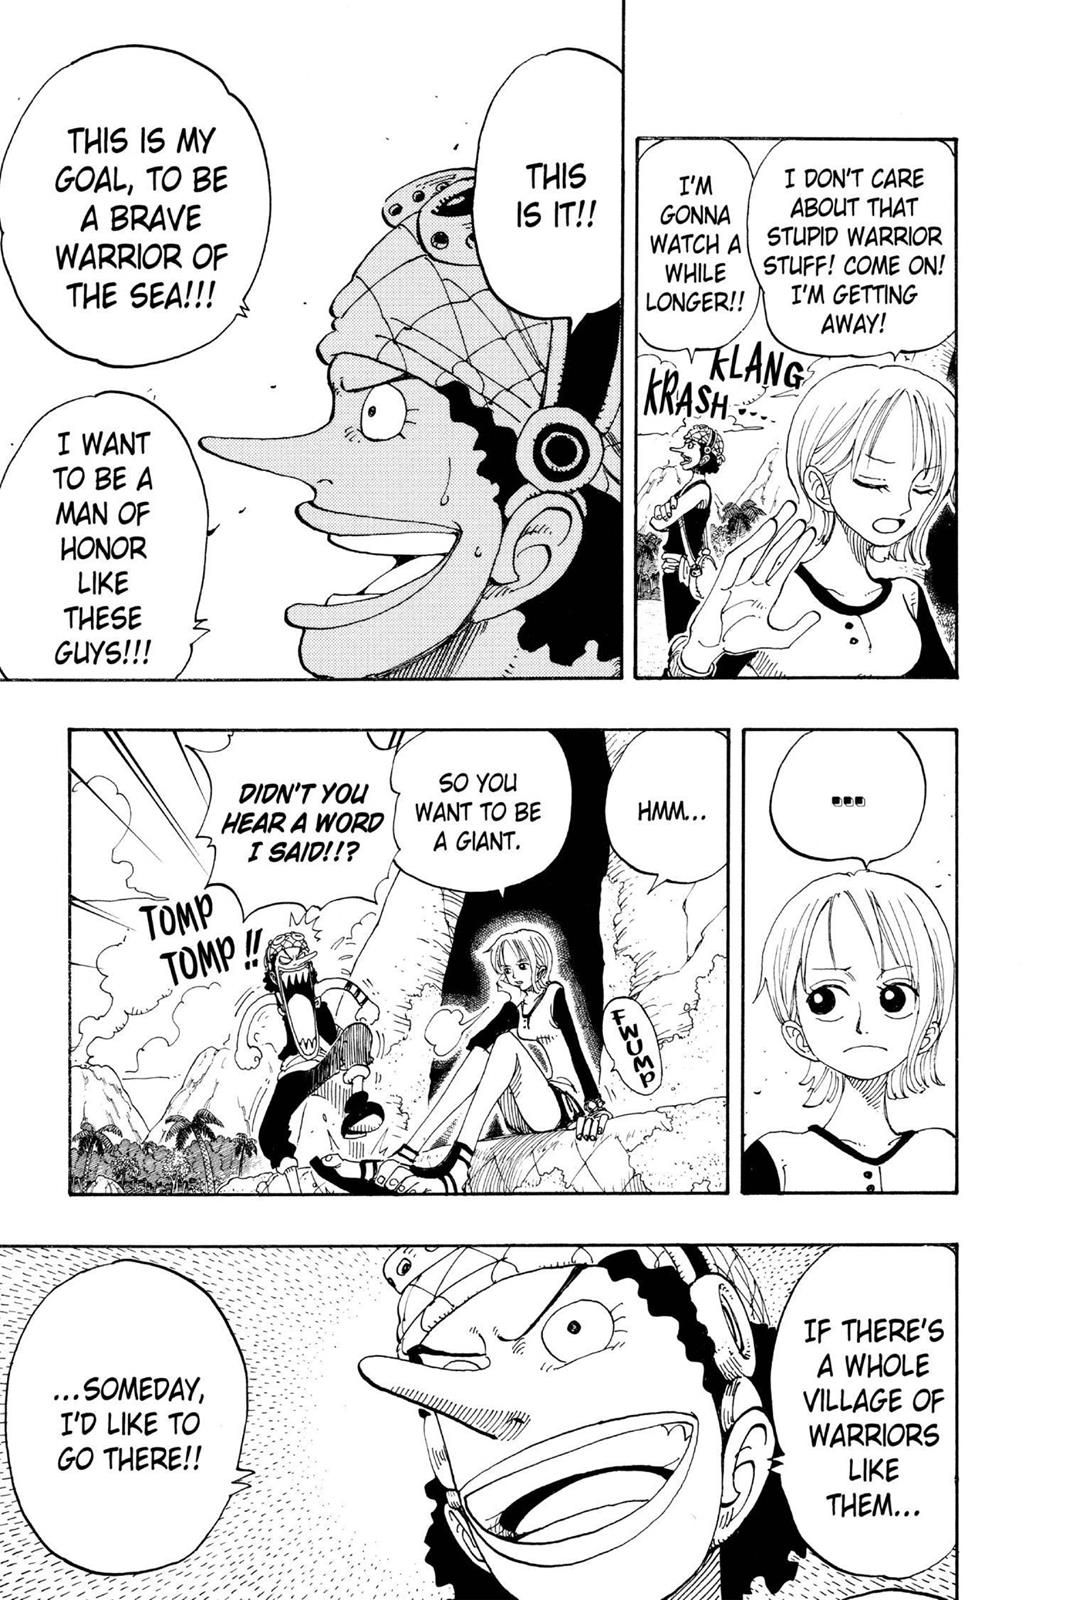 I DON'T CARE
ABOUT THAT
STUPID WARRIOR
STUFF! COME ON!
I'M GETTING
AWAY!
I'M
GONNA
WATCH A
WHILE
LONGER!!
KLANG
KRASH...
THIS
IS IT!!
THIS IS MY
GOAL, TO BE
A BRAVE
WARRIOR OF
THE SEA!!!
I WANT
TO BE A
MAN OF
HONOR
LIKE
THESE
GUYS!!!
...
HMM...
SO YOU
WANT TO BE
A GIANT.
FWUMP
DIDN'T YOU
HEAR A WORD
I SAID!!?
TOMP
TOMP!!
IF THERE'S
A WHOLE
VILLAGE OF
WARRIORS
LIKE
THEM...
...SOMEDAY,
I'D LIKE TO
GO THERE!!